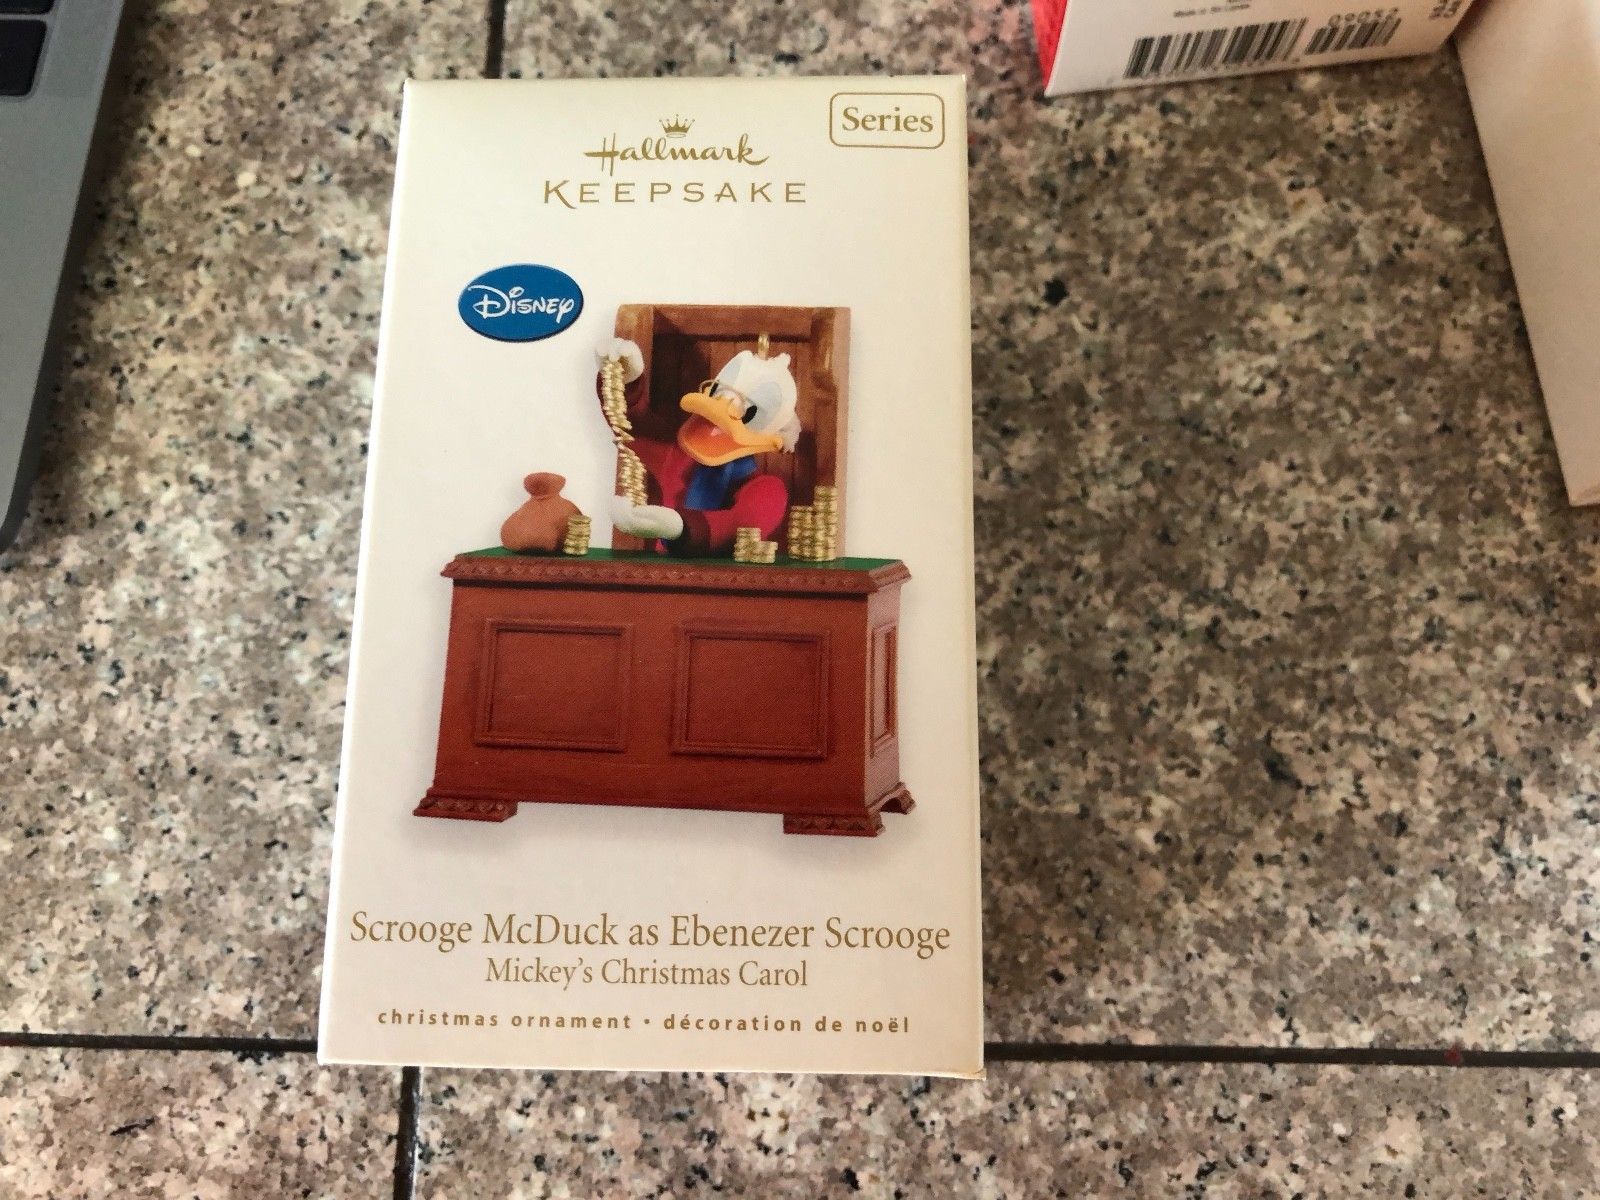 Hallmark
KEEPSAKE
Series
Disney
Scrooge McDuck as Ebenezer Scrooge
Mickey's Christmas Carol
christmas ornament • décoration de noël